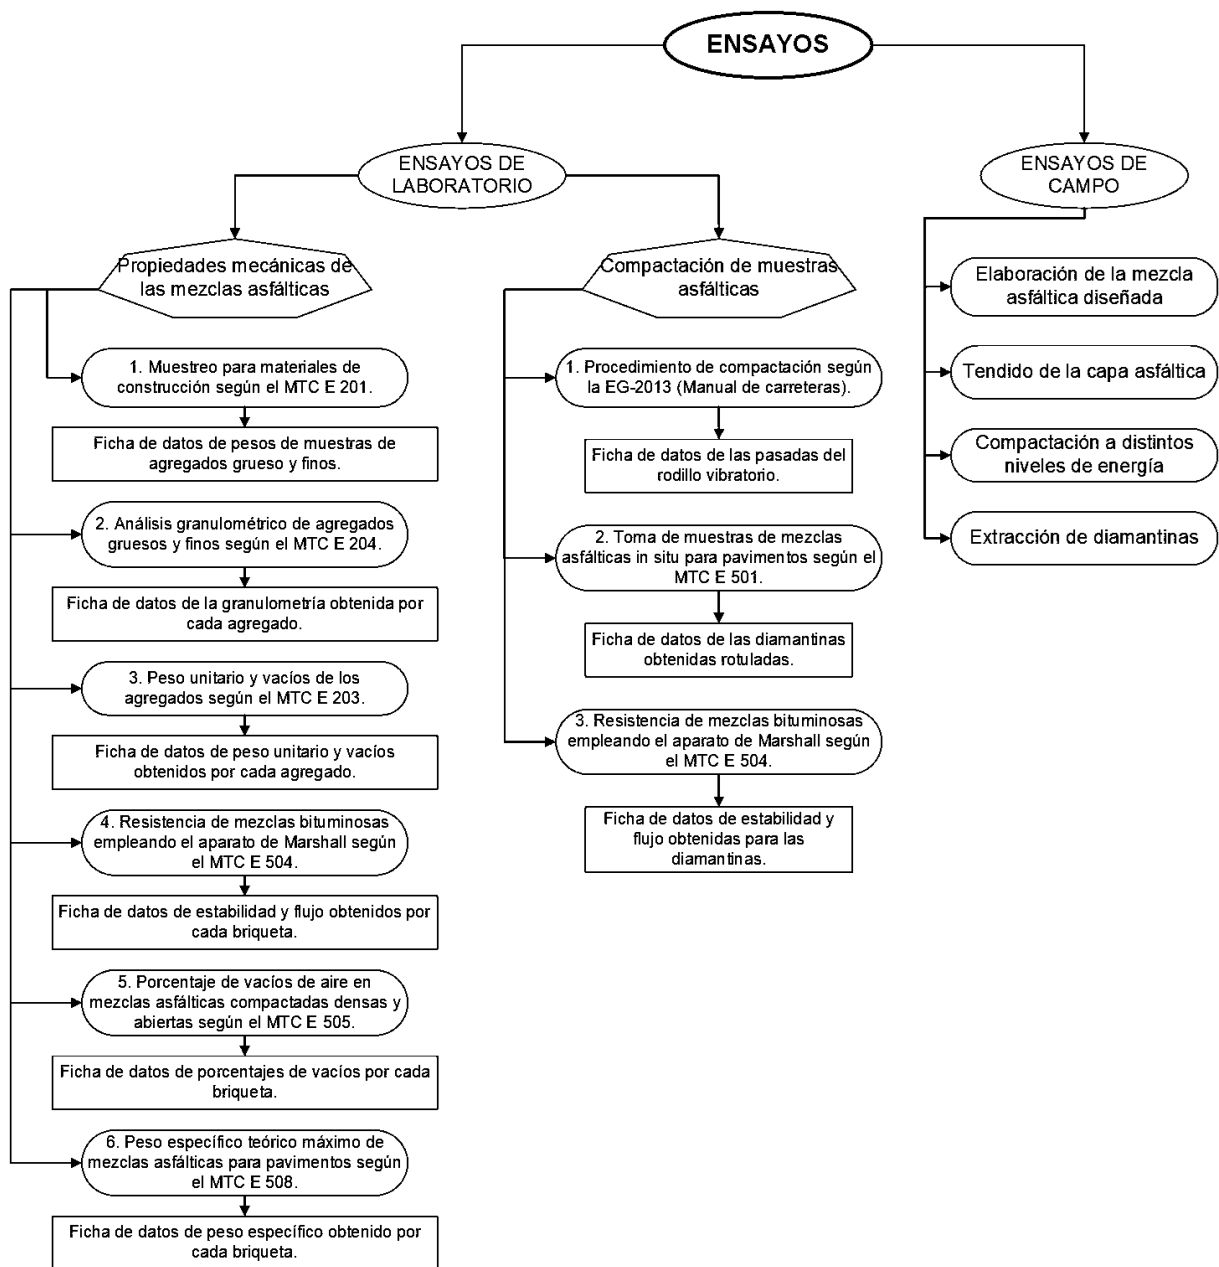 ENSAYOS
ENSAYOS DE
LABORATORIO
Propiedades mecánicas de
las mezclas asfálticas
1. Muestreo para materiales de
construcción según el MTC E 201.
Ficha de datos de pesos de muestras de
agregados grueso y finos.
2. Análisis granulométrico de agregados
gruesos y finos según el MTC E 204.
Ficha de datos de la granulometría obtenida por
cada agregado.
3. Peso unitario y vacíos de los
agregados según el MTC E 203.
Ficha de datos de peso unitario y vacíos
obtenidos por cada agregado.
4. Resistencia de mezclas bituminosas
empleando el aparato de Marshall según
el MTC E 504.
Ficha de datos de estabilidad y flujo obtenidos por
cada briqueta.
5. Porcentaje de vacíos de aire en
mezclas asfálticas compactadas densas y
abiertas según el MTC E 505.
Ficha de datos de porcentajes de vacíos por cada
briqueta.
6. Peso específico teórico máximo de
mezclas asfálticas para pavimentos según
el MTC E 508.
Ficha de datos de peso específico obtenido por
cada briqueta.
Compactación de muestras
asfálticas
1. Procedimiento de compactación según
la EG-2013 (Manual de carreteras).
Ficha de datos de las pasadas del
rodillo vibratorio.
2. Toma de muestras de mezclas
asfálticas in situ para pavimentos según el
MTC E 501.
Ficha de datos de las diamantinas
obtenidas rotuladas.
3. Resistencia de mezclas bituminosas
empleando el aparato de Marshall según
el MTC E 504.
Ficha de datos de estabilidad y
flujo obtenidas para las
diamantinas.
ENSAYOS DE
CAMPO
Elaboración de la mezcla
asfáltica diseñada
Tendido de la capa asfáltica
Compactación a distintos
niveles de energía
Extracción de diamantinas